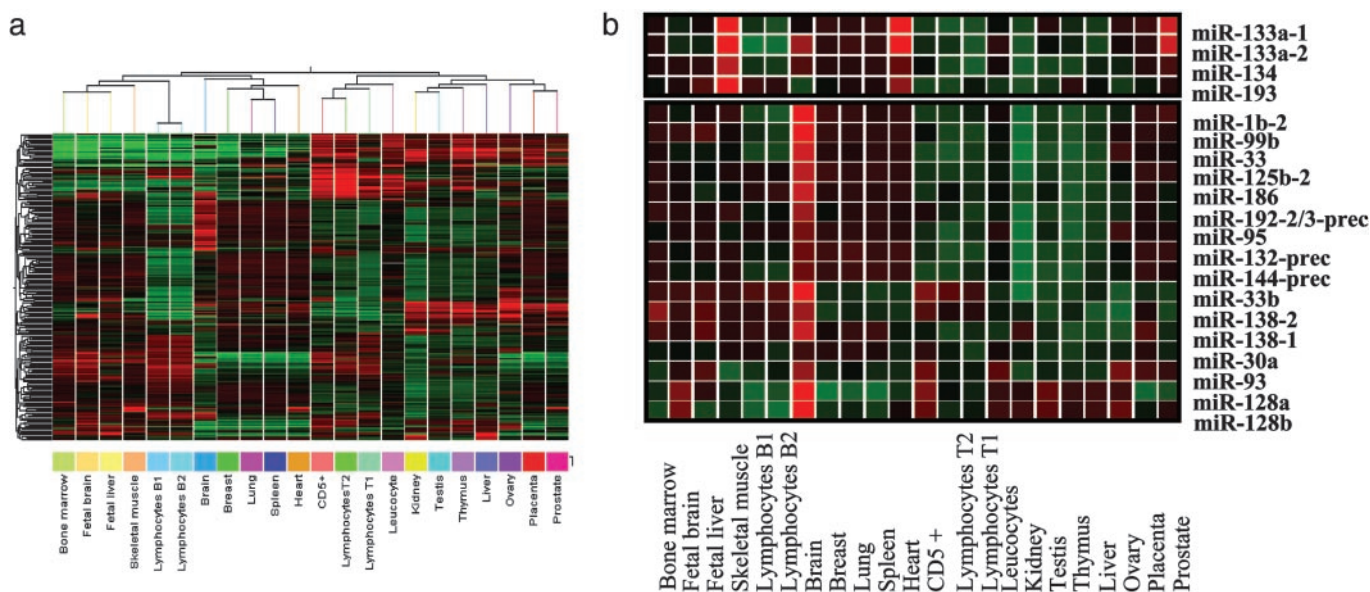 a
b
Bone marrow
Fetal brain
Fetal liver
Skeletal muscle
Lymphocytes B1
Lymphocytes B2
Brain
Breast
Lung
Spleen
Heart
CD5+
LymphocytesT2
Lymphocytes T1
Leucocyte
Kidney
Testis
Thymus
Liver
Ovary
Placenta
Prostate
miR-133a-1
miR-133a-2
miR-134
miR-193
miR-1b-2
miR-99b
miR-33
miR-125b-2
miR-186
miR-192-2/3-prec
miR-95
miR-132-prec
miR-144-prec
miR-33b
miR-138-2
miR-138-1
miR-30a
miR-93
miR-128a
miR-128b
Bone marrow
Fetal brain
Fetal liver
Skeletal muscle
Lymphocytes B1
Lymphocytes B2
Brain
Breast
Lung
Spleen
Heart
CD5 +
Lymphocytes T2
Lymphocytes T1
Leucocytes
Kidney
Testis
Thymus
Liver
Ovary
Placenta
Prostate